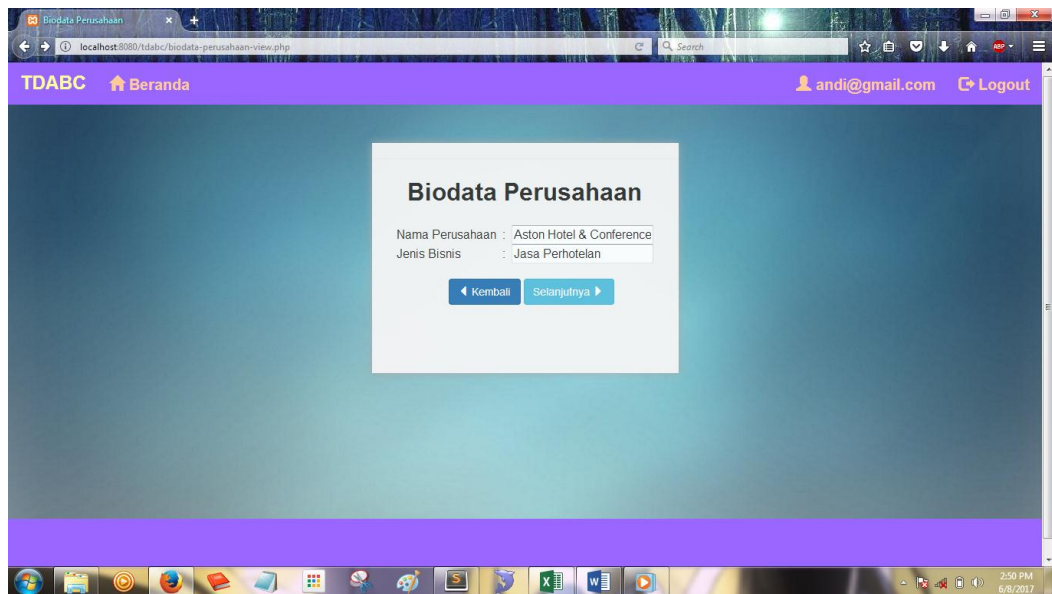 Biodata Perusahaan
localhost:8080/tdabc/biodata-perusahaan-view.php
Search
ABP
TDABC Beranda andi@gmail.com Logout
Biodata Perusahaan
Nama Perusahaan : Aston Hotel & Conference
Jenis Bisnis : Jasa Perhotelan
Kembali Selanjutnya
2:50 PM
6/8/2017